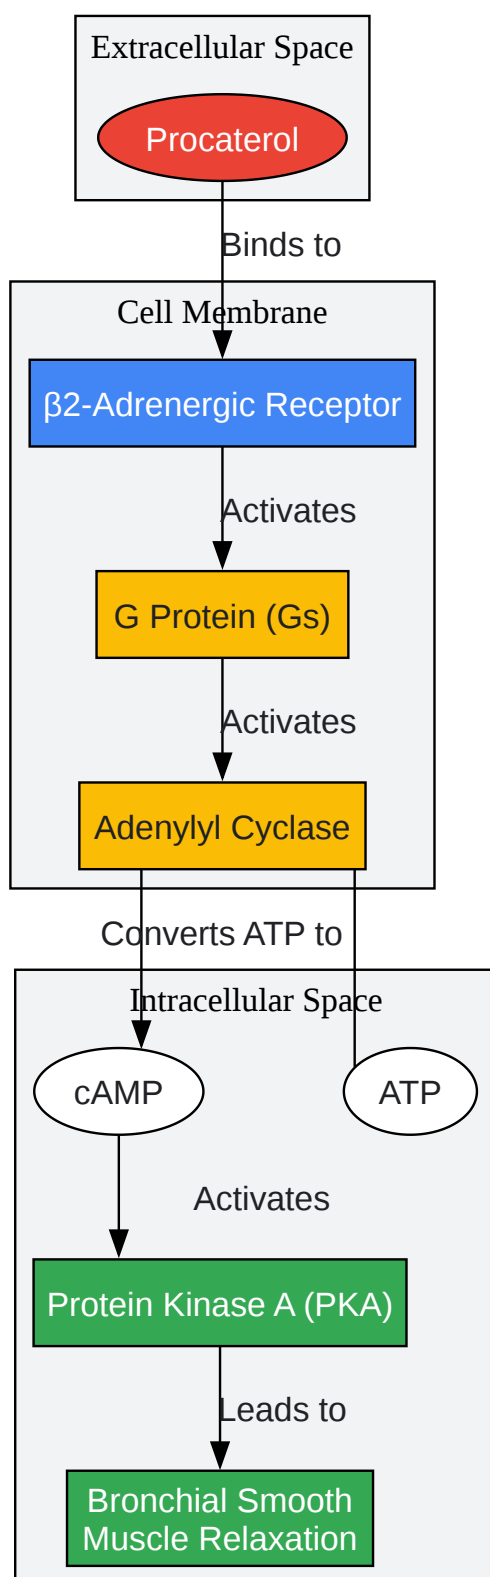 Extracellular Space
Procaterol
Binds to
Cell Membrane
β2-Adrenergic Receptor
Activates
G Protein (Gs)
Activates
Adenylyl Cyclase
Converts ATP to
Intracellular Space
cAMP
ATP
Activates
Protein Kinase A (PKA)
Leads to
Bronchial Smooth
Muscle Relaxation